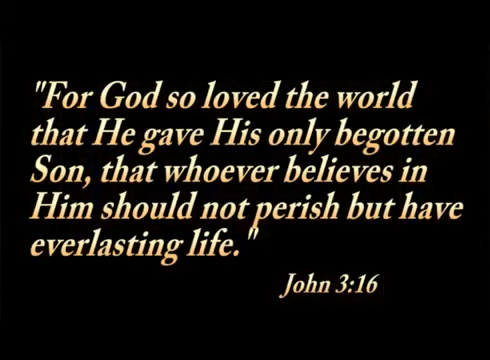 "For God so loved the world
that He gave His only begotten
Son, that whoever believes in
Him should not perish but have
everlasting life."
John 3:16